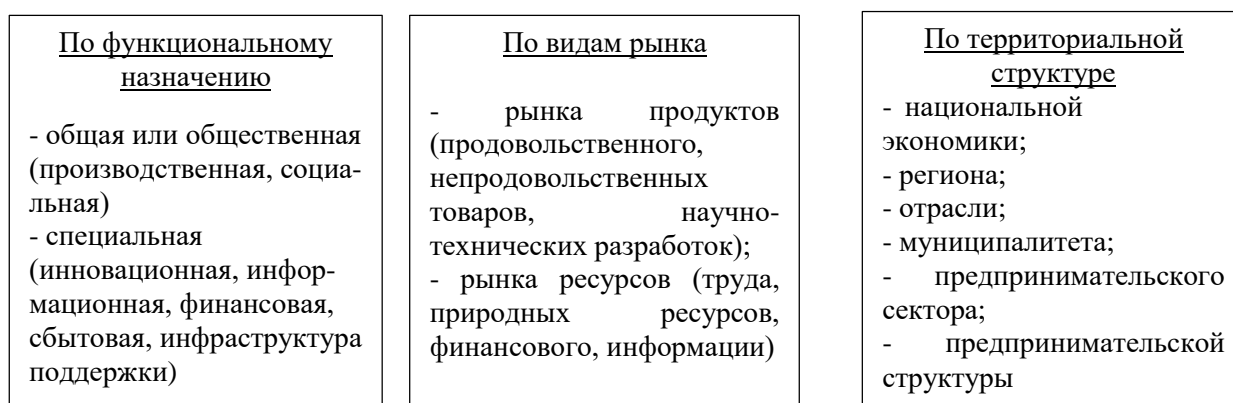 По функциональному
назначению
- общая или общественная
(производственная, социа-
льная)
- специальная
(инновационная, инфор-
мационная, финансовая,
сбытовая, инфраструктура
поддержки)
По видам рынка
- рынка продуктов
(продовольственного,
непродовольственных
товаров, научно-
технических разработок);
- рынка ресурсов (труда,
природных ресурсов,
финансового, информации)
По территориальной
структуре
- национальной
экономики;
- региона;
- отрасли;
- муниципалитета;
- предпринимательского
сектора;
- предпринимательской
структуры